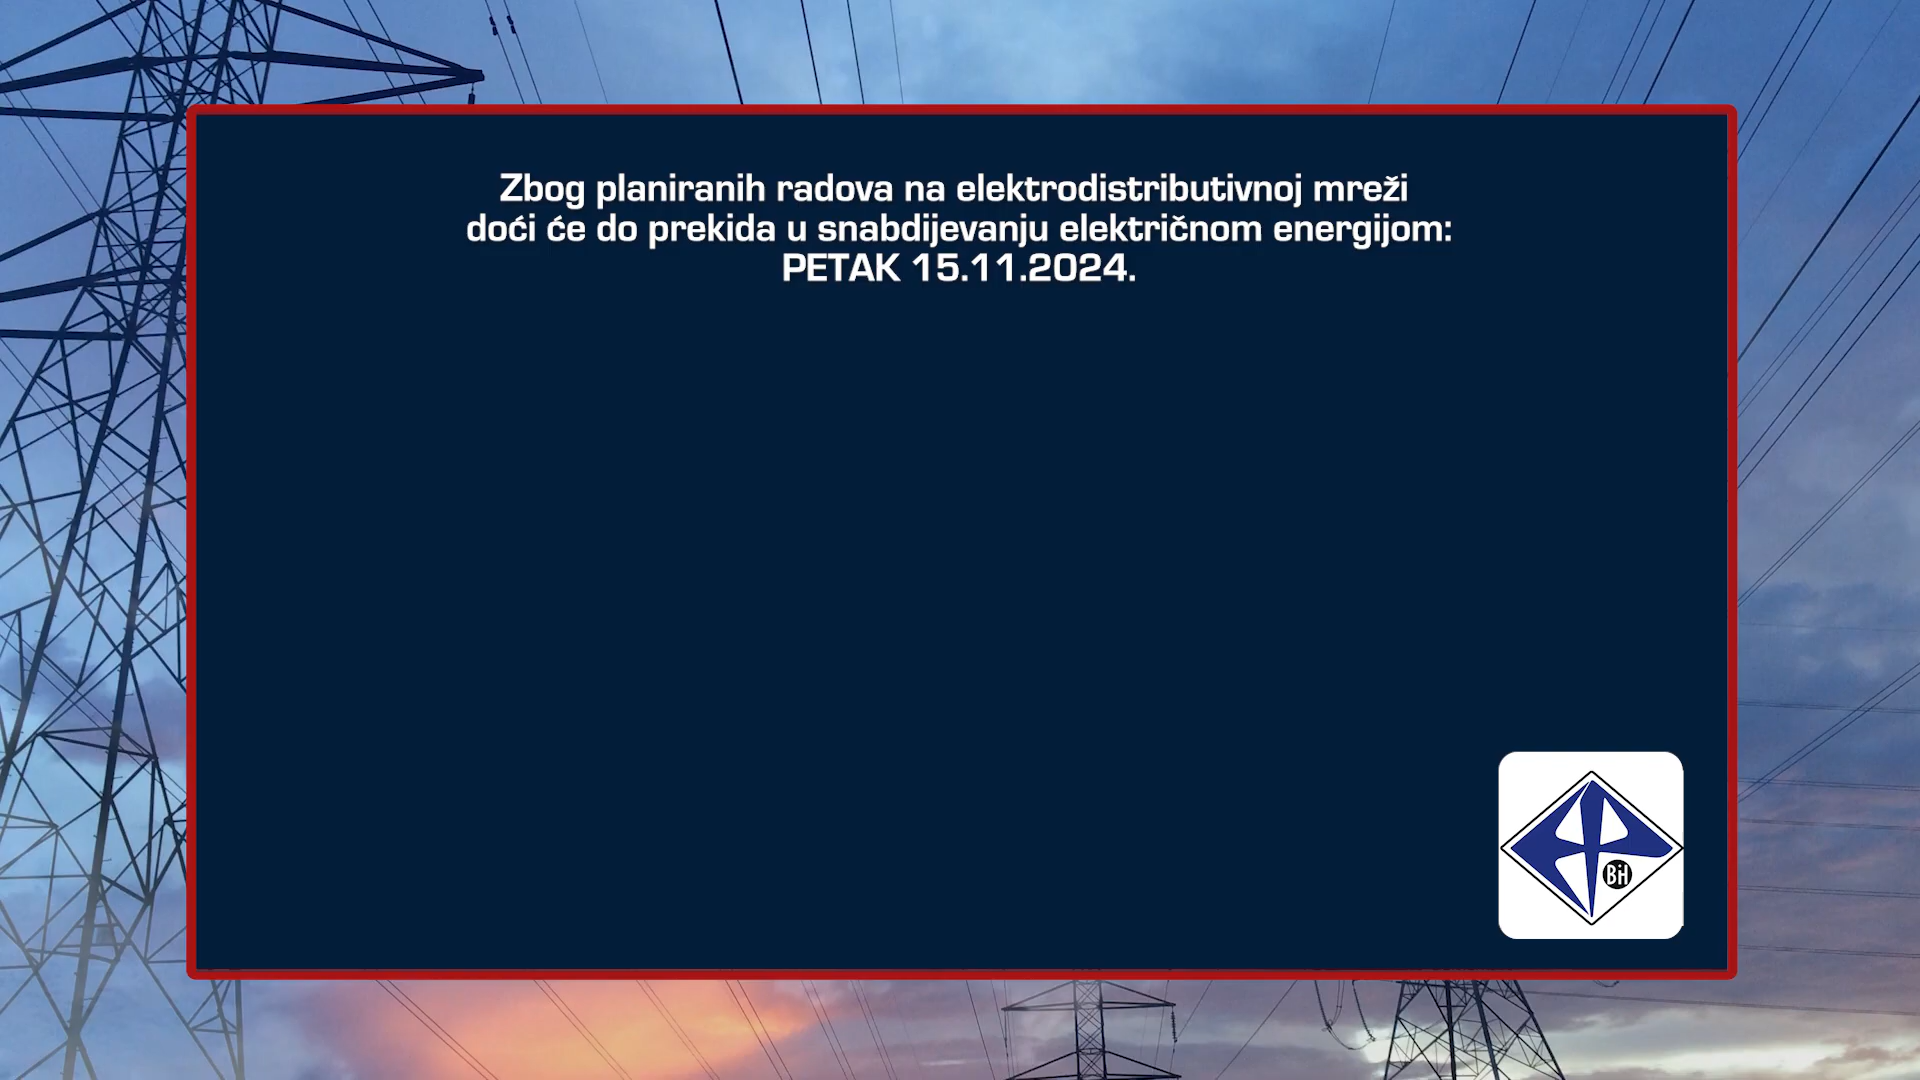 Zbog planiranih radova na elektrodistributivnoj mreži
doći će do prekida u snabdijevanju električnom energijom:
PETAK 15.11.2024.
BiH